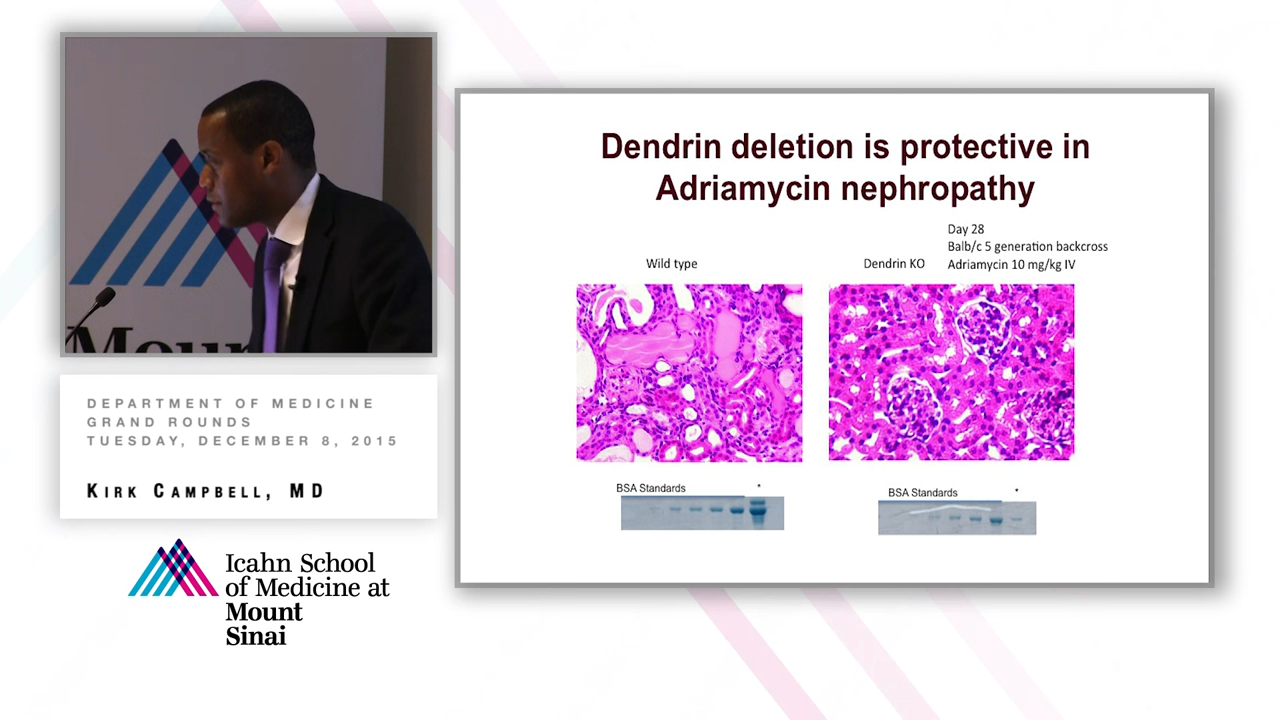 Mount
DEPARTMENT OF MEDICINE
GRAND ROUNDS
TUESDAY, DECEMBER 8, 2015
KIRK CAMPBELL, MD
Icahn School
of Medicine at
Mount
Sinai
Dendrin deletion is protective in
Adriamycin nephropathy
Day 28
Balb/c 5 generation backcross
Adriamycin 10 mg/kg IV
Wild type
Dendrin KO
BSA Standards *
BSA Standards *